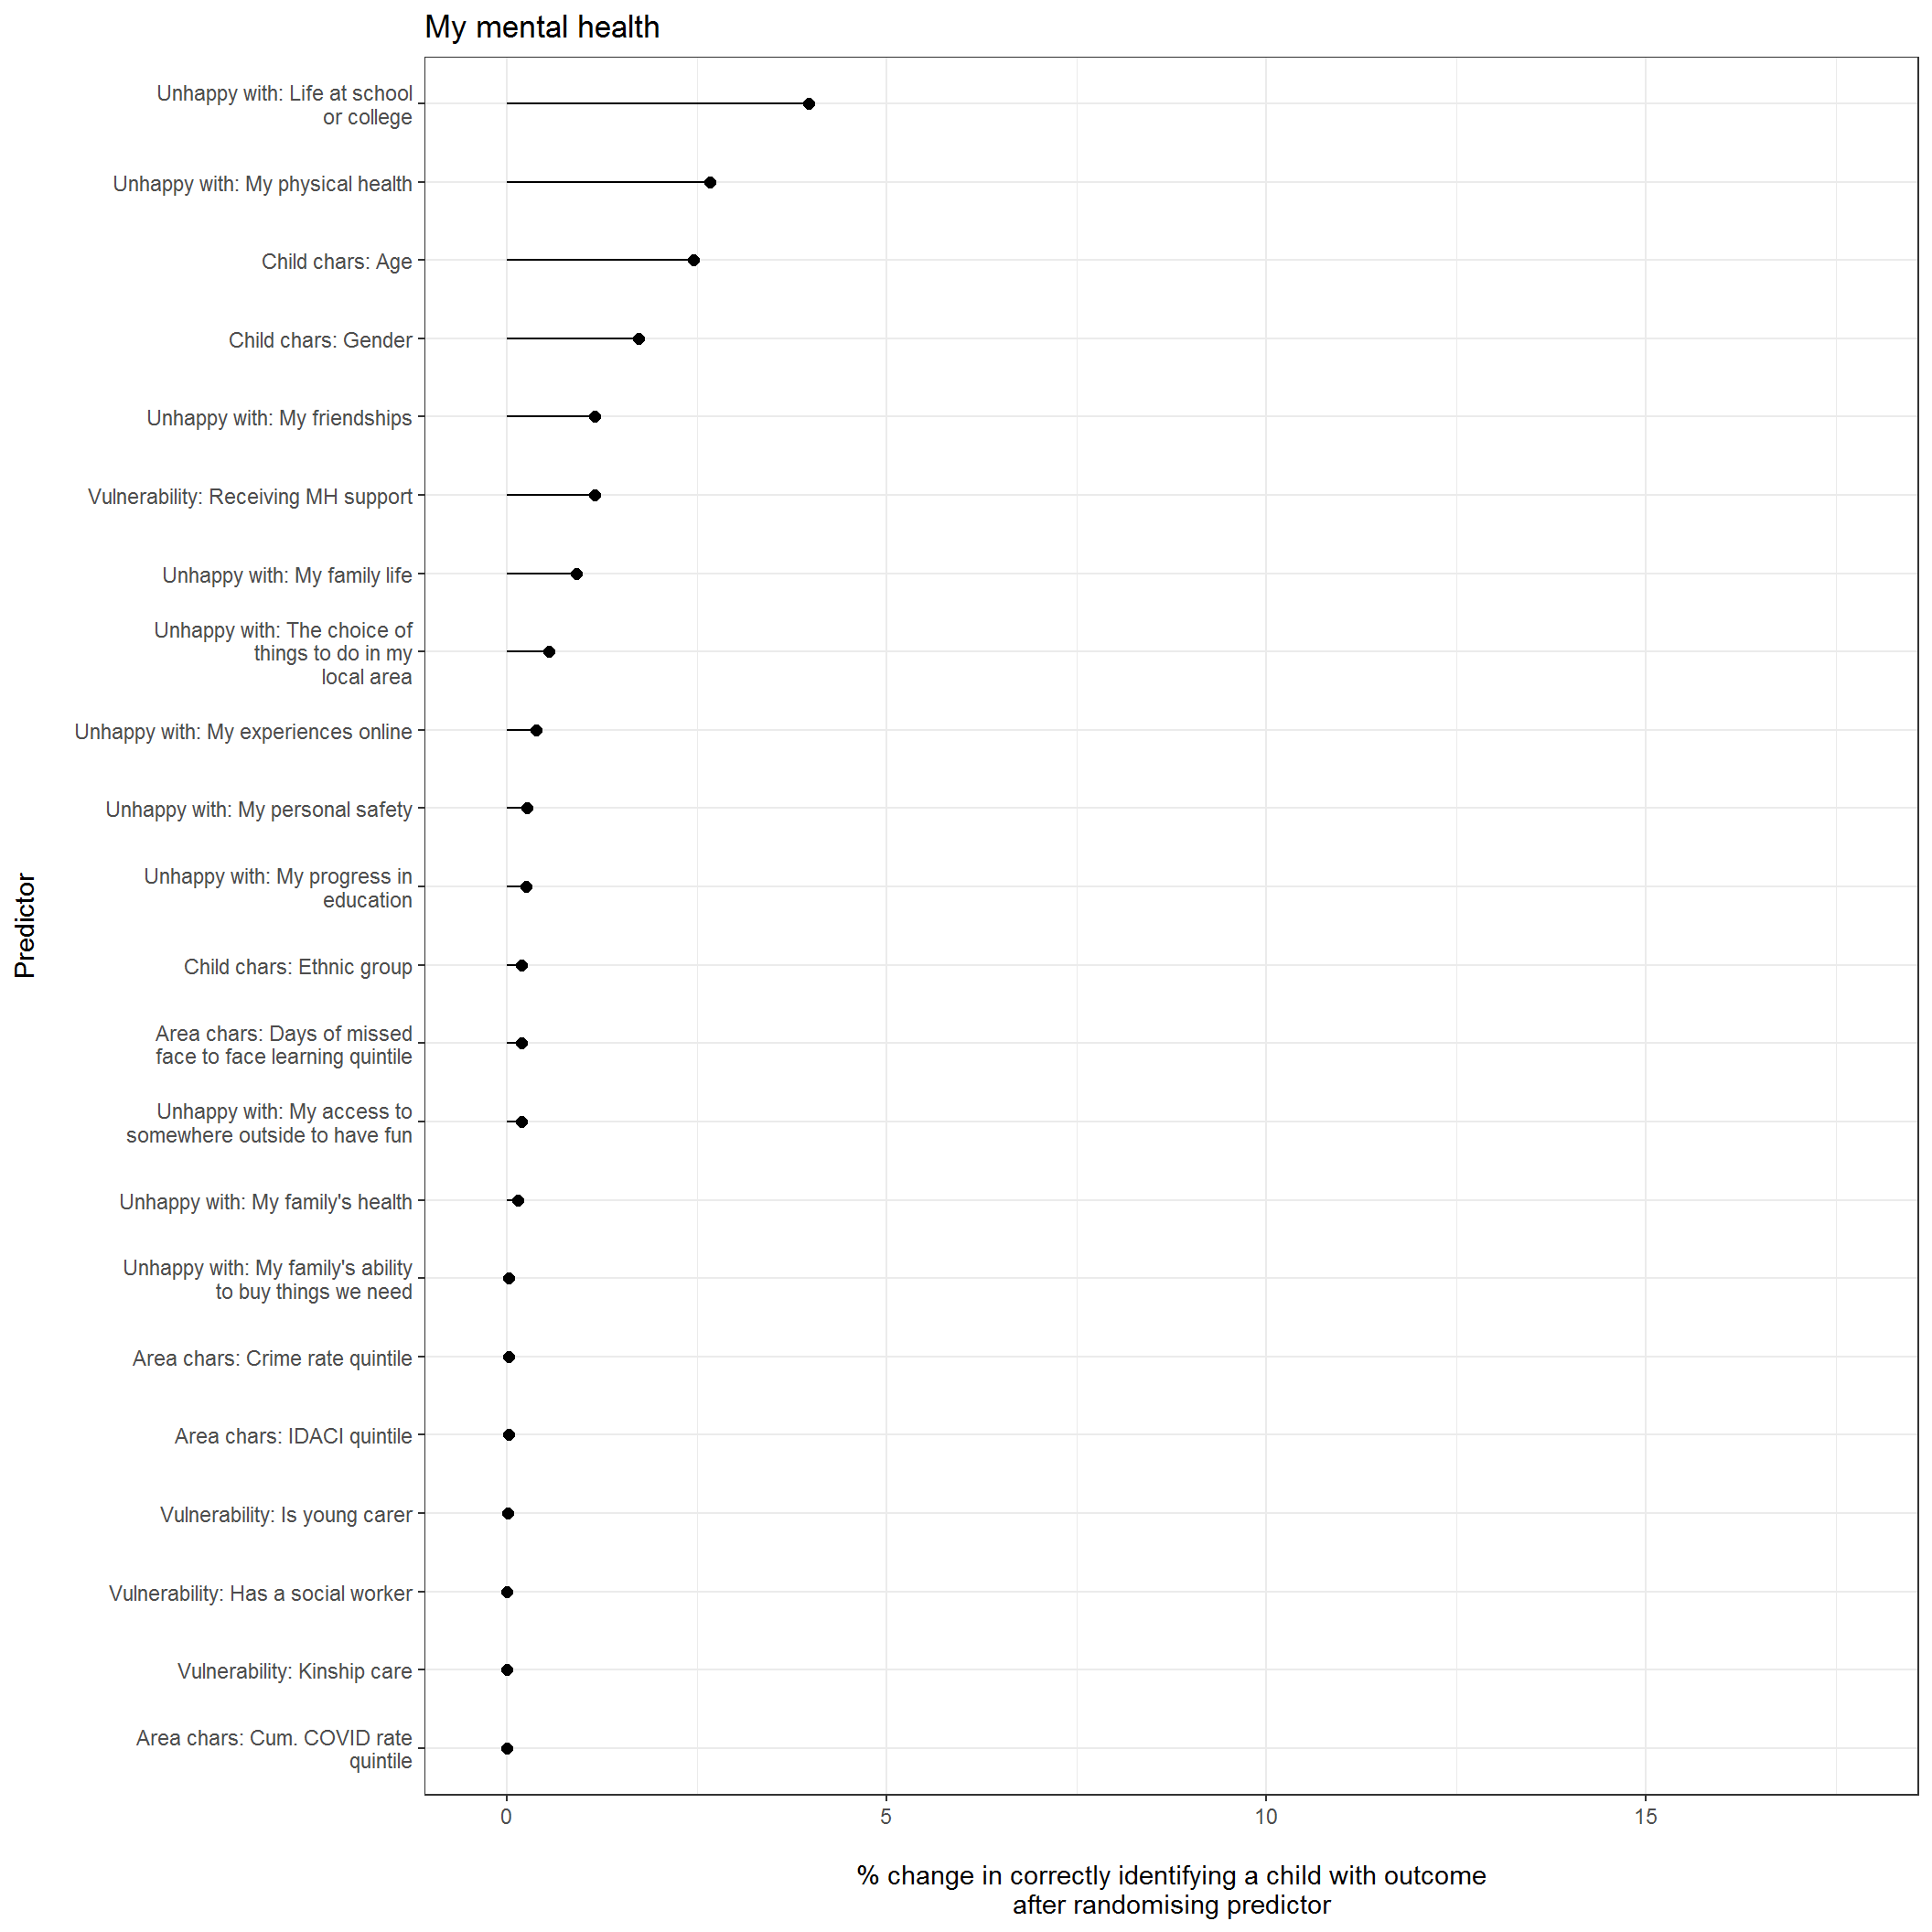 My mental health
Unhappy with: Life at school
or college
Unhappy with: My physical health
Child chars: Age
Child chars: Gender
Unhappy with: My friendships
Vulnerability: Receiving MH support
Unhappy with: My family life
Unhappy with: The choice of
things to do in my
local area
Unhappy with: My experiences online
Unhappy with: My personal safety
Unhappy with: My progress in
education
Child chars: Ethnic group
Area chars: Days of missed
face to face learning quintile
Unhappy with: My access to
somewhere outside to have fun
Unhappy with: My family's health
Unhappy with: My family's ability
to buy things we need
Area chars: Crime rate quintile
Area chars: IDACI quintile
Vulnerability: Is young carer
Vulnerability: Has a social worker
Vulnerability: Kinship care
Area chars: Cum. COVID rate
quintile
Predictor
0 5 10 15
% change in correctly identifying a child with outcome
after randomising predictor